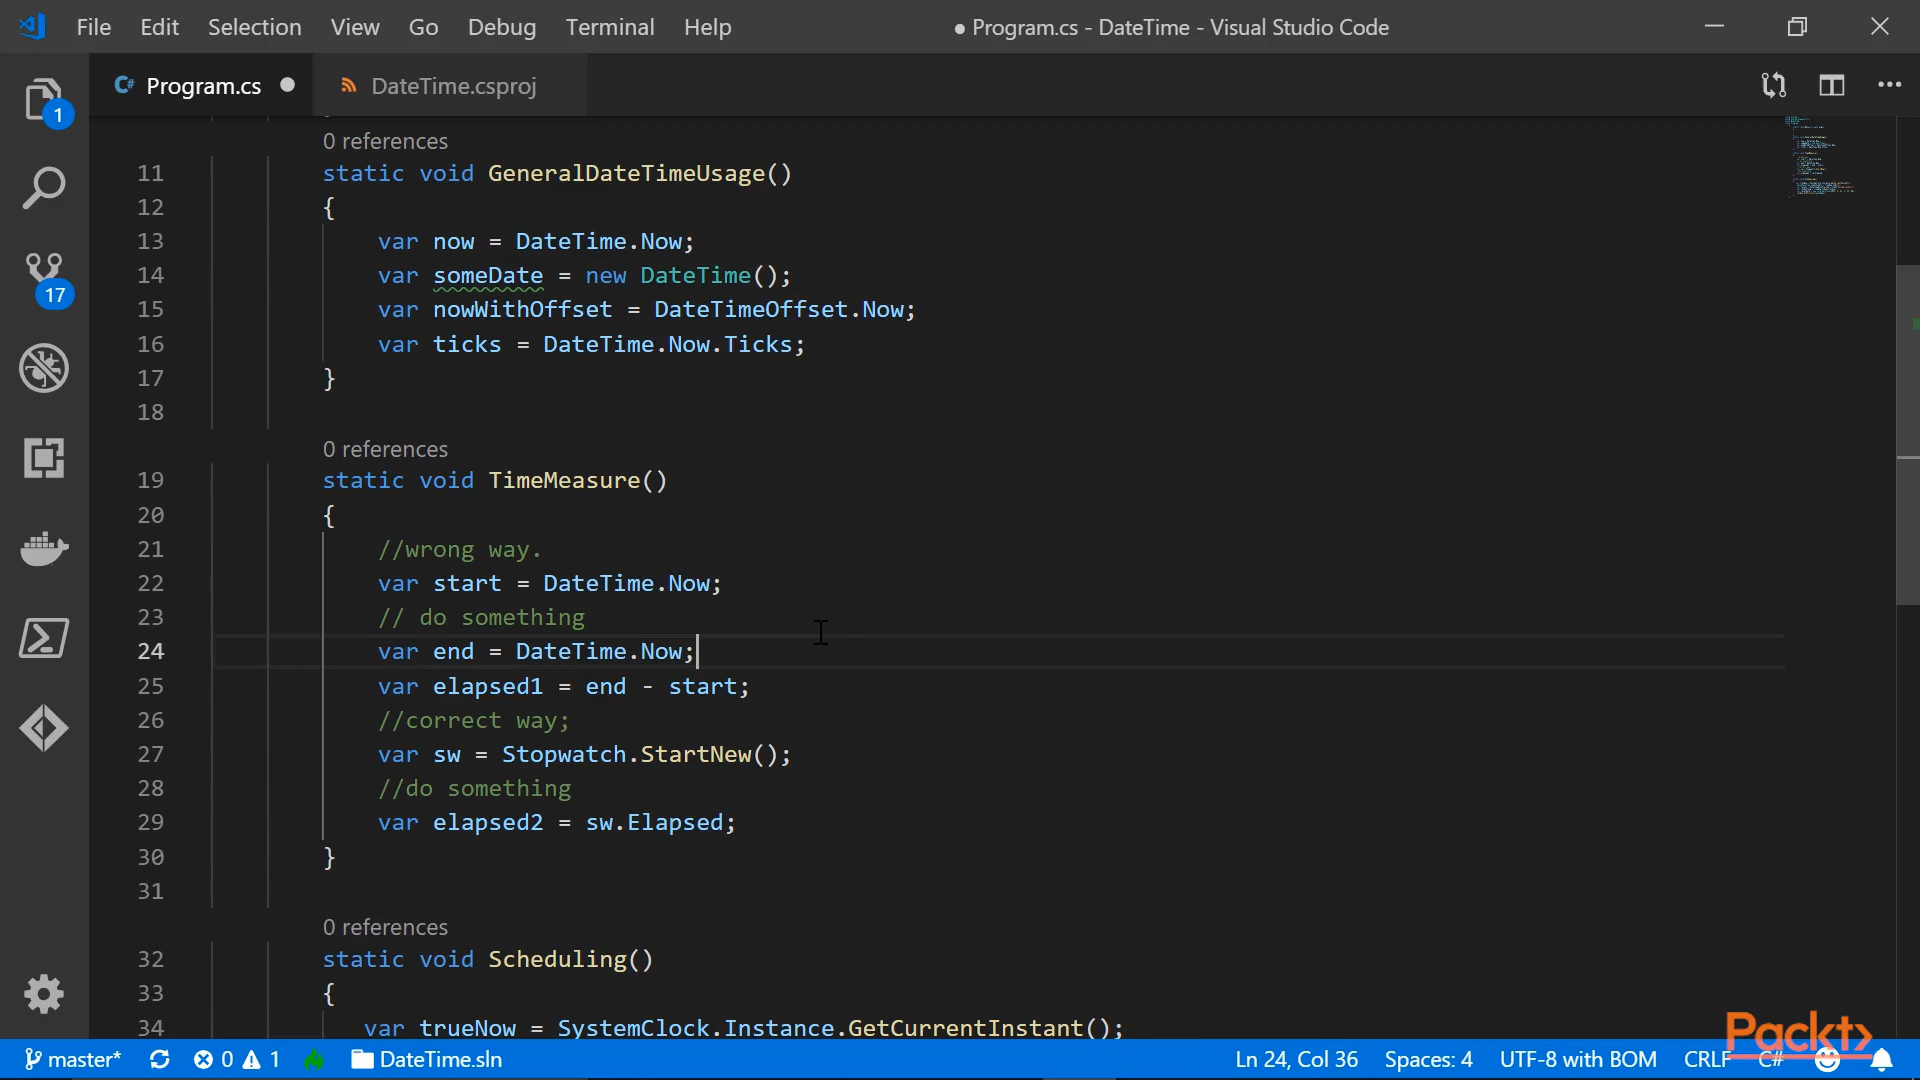 File Edit Selection View Go Debug Terminal Help ● Program.cs - DateTime - Visual Studio Code
C# Program.cs ● DateTime.csproj
1
17
0 references
11 static void GeneralDateTimeUsage()
12 {
13 var now = DateTime.Now;
14 var someDate = new DateTime();
15 var nowWithOffset = DateTimeOffset.Now;
16 var ticks = DateTime.Now.Ticks;
17 }
18
0 references
19 static void TimeMeasure()
20 {
21 //wrong way.
22 var start = DateTime.Now;
23 // do something
24 var end = DateTime.Now;
25 var elapsed1 = end - start;
26 //correct way;
27 var sw = Stopwatch.StartNew();
28 //do something
29 var elapsed2 = sw.Elapsed;
30 }
31
0 references
32 static void Scheduling()
33 {
34 var trueNow = SystemClock.Instance.GetCurrentInstant();
Packt>
master* 0 1 DateTime.sln Ln 24, Col 36 Spaces: 4 UTF-8 with BOM CRLF C#